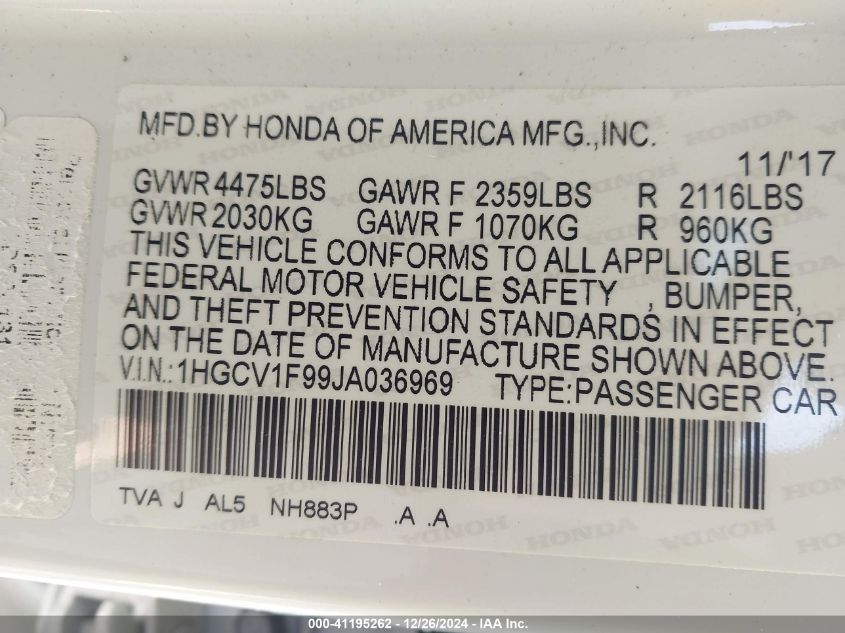 MFD.BY HONDA OF AMERICA MFG.,INC.
11/'17
GVWR 4475LBS GAWR F 2359LBS R 2116LBS
GVWR 2030KG GAWR F 1070KG R 960KG
THIS VEHICLE CONFORMS TO ALL APPLICABLE
FEDERAL MOTOR VEHICLE SAFETY , BUMPER,
AND THEFT PREVENTION STANDARDS IN EFFECT
ON THE DATE OF MANUFACTURE SHOWN ABOVE.
V.I.N.:1HGCV1F99JA036969 TYPE:PASSENGER CAR
TVA J AL5 NH883P .A .A
000-41195262 - 12/26/2024 - IAA Inc.